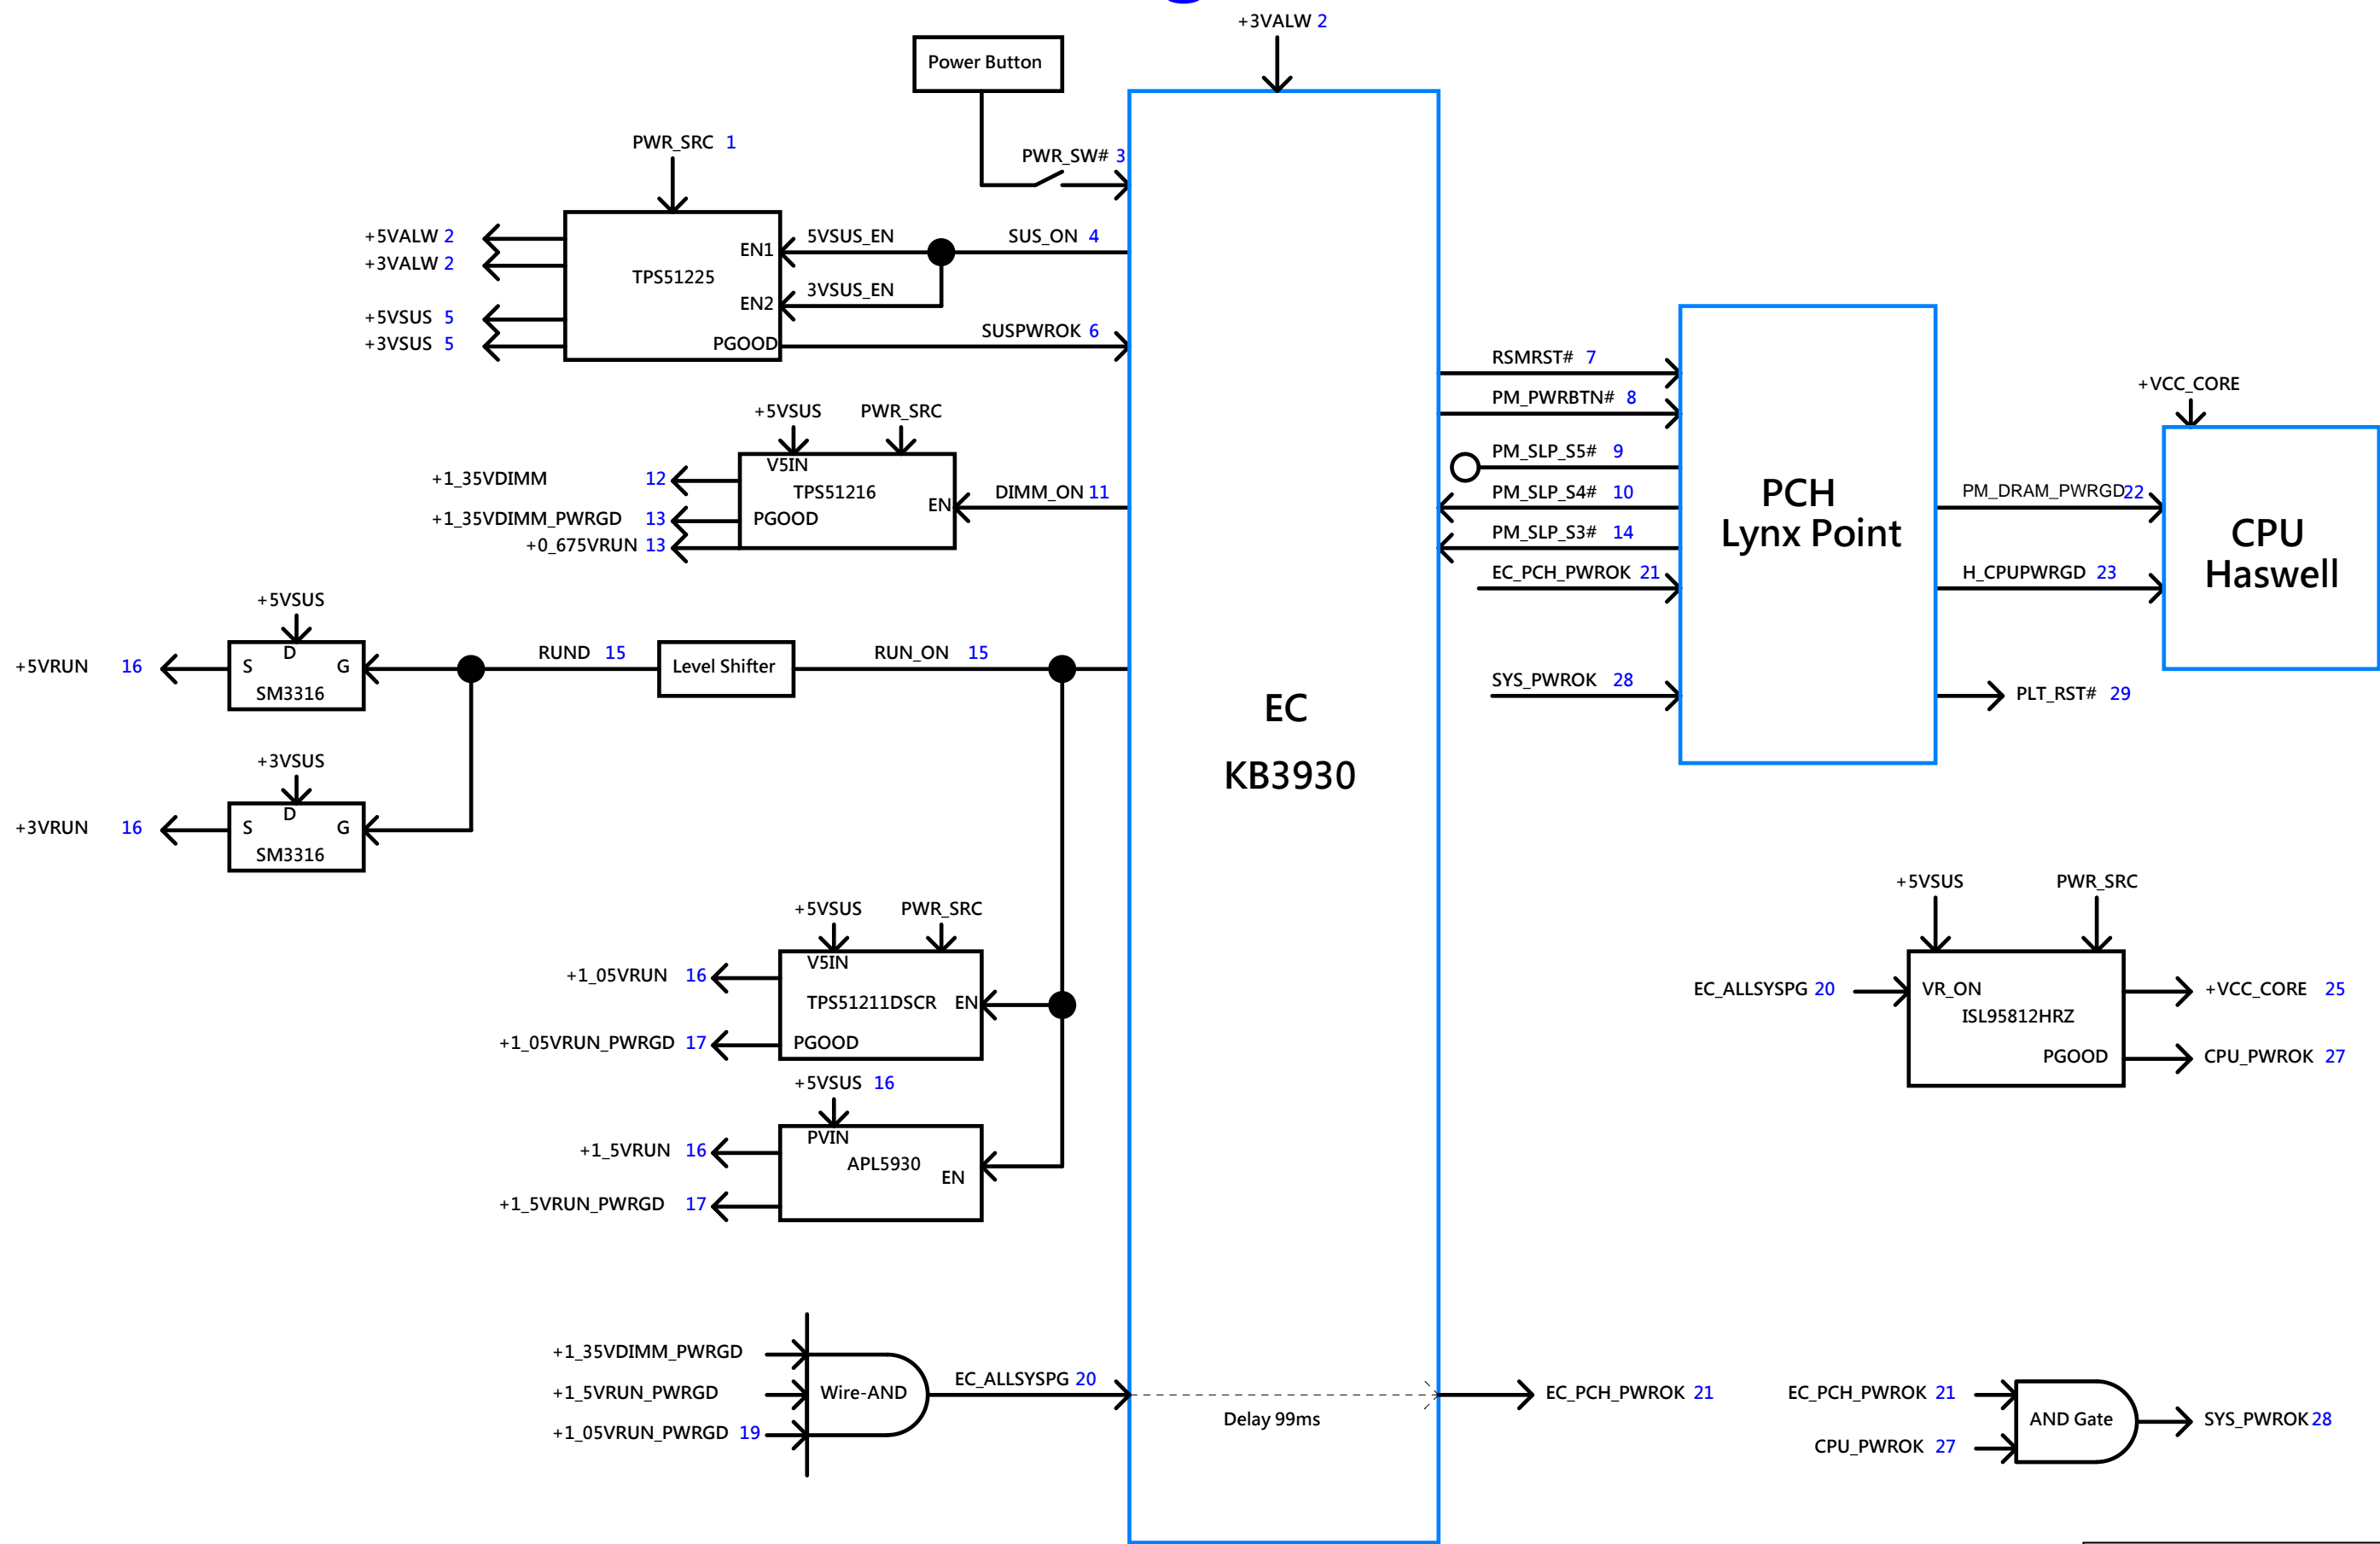 +3VALW 2
Power Button
PWR_SRC 1
PWR_SW# 3
+5VALW 2
+3VALW 2
+5VSUS 5
+3VSUS 5
TPS51225
EN1
EN2
PGOOD
5VSUS_EN
3VSUS_EN
SUS_ON 4
SUSPWROK 6
+5VSUS
PWR_SRC
V5IN
TPS51216
PGOOD
EN
DIMM_ON 11
+1_35VDIMM 12
+1_35VDIMM_PWRGD 13
+0_675VRUN 13
+5VSUS
D
S
G
SM3316
+5VRUN 16
RUND 15
Level Shifter
RUN_ON 15
+3VSUS
D
S
G
SM3316
+3VRUN 16
+5VSUS
PWR_SRC
V5IN
TPS51211DSCR
EN
PGOOD
+1_05VRUN 16
+1_05VRUN_PWRGD 17
+5VSUS 16
PVIN
APL5930
EN
+1_5VRUN 16
+1_5VRUN_PWRGD 17
+1_35VDIMM_PWRGD
+1_5VRUN_PWRGD
+1_05VRUN_PWRGD 19
Wire-AND
EC_ALLSYSPG 20
EC
KB3930
Delay 99ms
EC_PCH_PWROK 21
RSMRST# 7
PM_PWRBTN# 8
PM_SLP_S5# 9
PM_SLP_S4# 10
PM_SLP_S3# 14
EC_PCH_PWROK 21
SYS_PWROK 28
PCH
Lynx Point
PM_DRAM_PWRGD 22
H_CPUPWRGD 23
PLT_RST# 29
+VCC_CORE
CPU
Haswell
+5VSUS
PWR_SRC
EC_ALLSYSPG 20
VR_ON
ISL95812HRZ
PGOOD
+VCC_CORE 25
CPU_PWROK 27
EC_PCH_PWROK 21
CPU_PWROK 27
AND Gate
SYS_PWROK 28